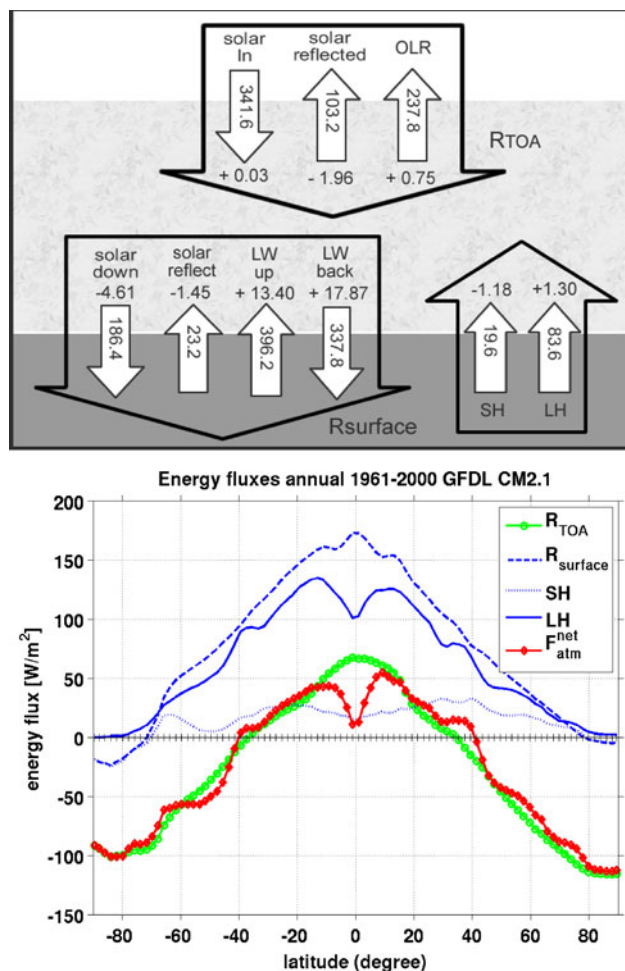 solar In
solar reflected
OLR
341.6
103.2
237.8
+ 0.03
- 1.96
+ 0.75
RTOA
solar down
solar reflect
LW up
LW back
-4.61
-1.45
+ 13.40
+ 17.87
186.4
23.2
396.2
337.8
Rsurface
-1.18
+1.30
19.6
83.6
SH
LH
Energy fluxes annual 1961-2000 GFDL CM2.1
energy flux [W/m²]
200
150
100
50
0
-50
-100
-150
-80
-60
-40
-20
0
20
40
60
80
latitude (degree)
R TOA
R surface
SH
LH
F net atm